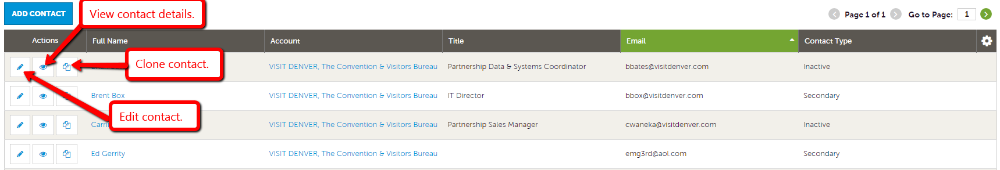 ADD CONTACT
View contact details.
Page 1 of 1 Go to Page: 1
Actions Full Name Account Title Email Contact Type
Clone contact.
VISIT DENVER, The Convention & Visitors Bureau Partnership Data & Systems Coordinator bbates@visitdenver.com Inactive
Brent Box VISIT DENVER, The Convention & Visitors Bureau IT Director bbox@visitdenver.com Secondary
Edit contact.
VISIT DENVER, The Convention & Visitors Bureau Partnership Sales Manager cwaneka@visitdenver.com Inactive
Ed Gerrity VISIT DENVER, The Convention & Visitors Bureau emg3rd@aol.com Secondary